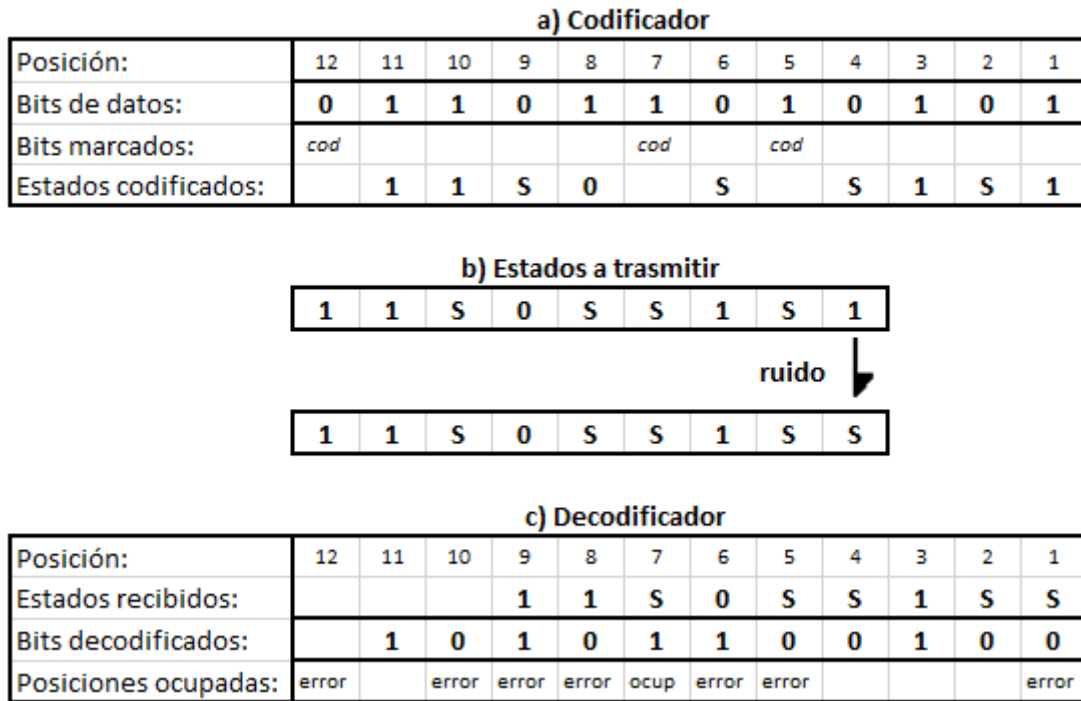 a) Codificador
Posición: 12 11 10 9 8 7 6 5 4 3 2 1
Bits de datos: 0 1 1 0 1 1 0 1 0 1 0 1
Bits marcados: cod cod cod
Estados codificados: 1 1 S 0 S S 1 S 1
b) Estados a trasmitir
1 1 S 0 S S 1 S 1
ruido
1 1 S 0 S S 1 S S
c) Decodificador
Posición: 12 11 10 9 8 7 6 5 4 3 2 1
Estados recibidos: 1 1 S 0 S S 1 S S
Bits decodificados: 1 0 1 0 1 1 0 0 1 0 0
Posiciones ocupadas: error error error error ocup error error error